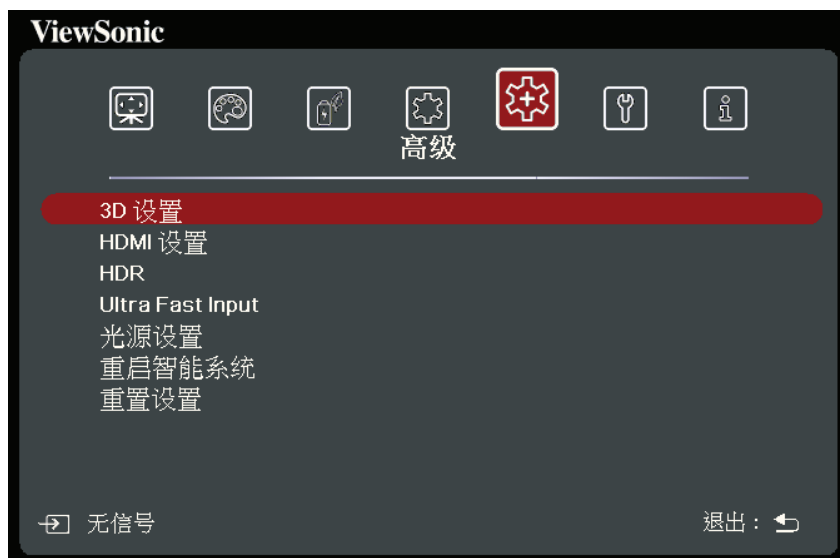 ViewSonic
高级
3D 设置
HDMI 设置
HDR
Ultra Fast Input
光源设置
重启智能系统
重置设置
无信号
退出：